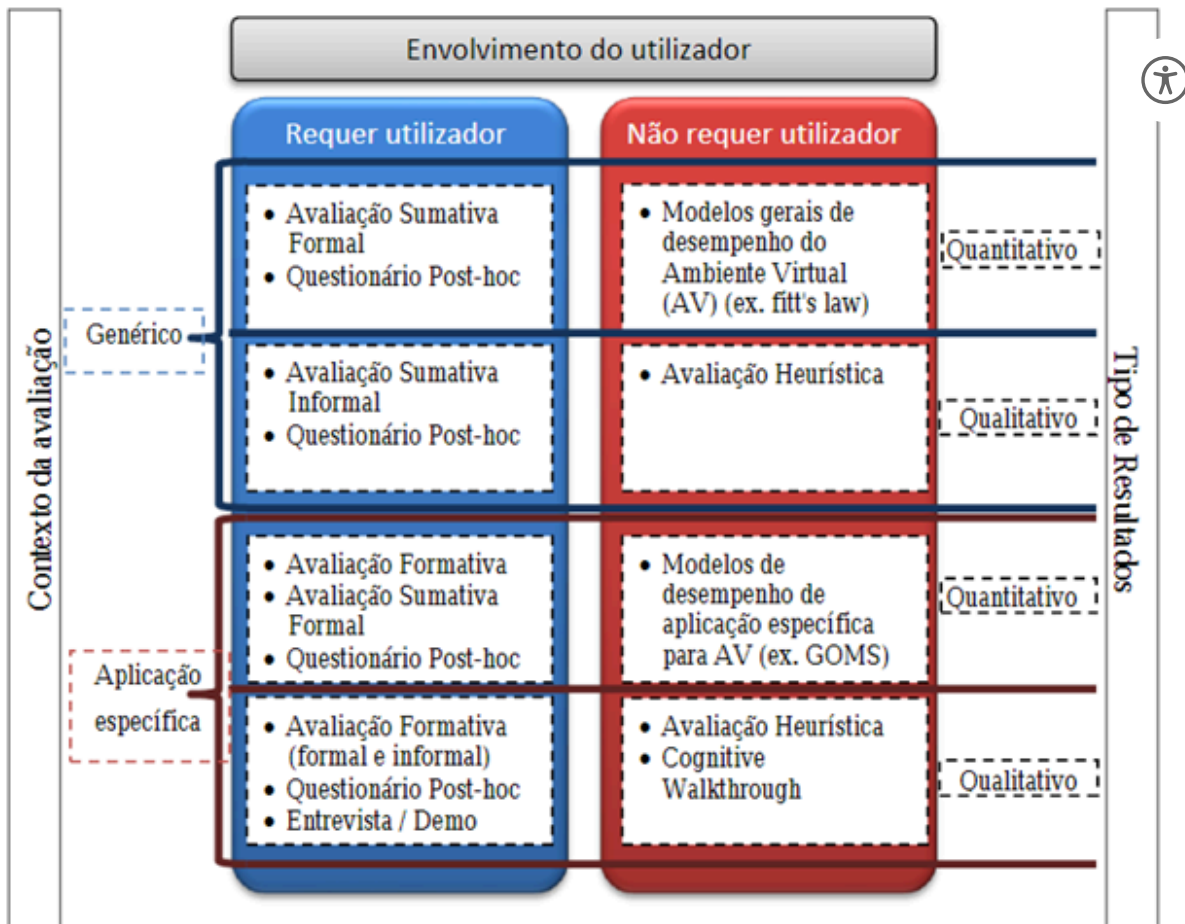 Envolvimento do utilizador
Requer utilizador
Não requer utilizador
Contexto da avaliação
Tipo de Resultados
Genérico
• Avaliação Sumativa
Formal
• Questionário Post-hoc
• Modelos gerais de
desempenho do
Ambiente Virtual
(AV) (ex. fitt's law)
Quantitativo
• Avaliação Sumativa
Informal
• Questionário Post-hoc
• Avaliação Heurística
Qualitativo
Aplicação
específica
• Avaliação Formativa
• Avaliação Sumativa
Formal
• Questionário Post-hoc
• Modelos de
desempenho de
aplicação específica
para AV (ex. GOMS)
Quantitativo
• Avaliação Formativa
(formal e informal)
• Questionário Post-hoc
• Entrevista / Demo
• Avaliação Heurística
• Cognitive
Walkthrough
Qualitativo